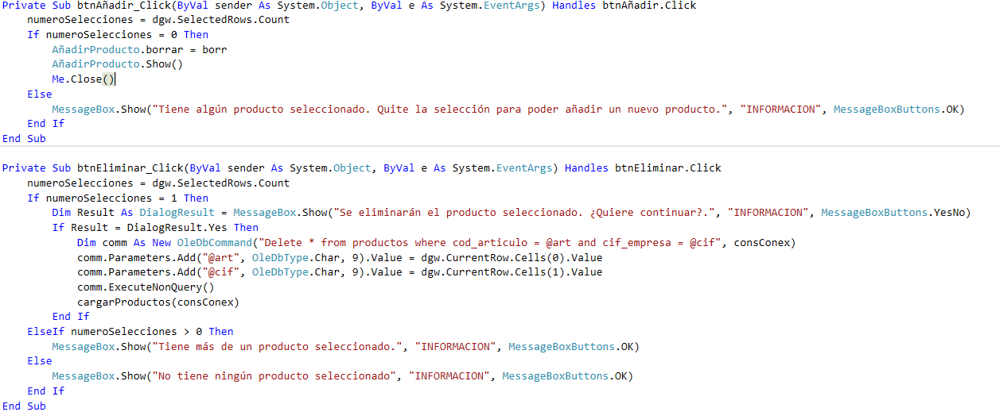 Private Sub btnAñadir_Click(ByVal sender As System.Object, ByVal e As System.EventArgs) Handles btnAñadir.Click
    numeroSelecciones = dgw.SelectedRows.Count
    If numeroSelecciones = 0 Then
        AñadirProducto.borrar = borr
        AñadirProducto.Show()
        Me.Close()
    Else
        MessageBox.Show("Tiene algún producto seleccionado. Quite la selección para poder añadir un nuevo producto.", "INFORMACION", MessageBoxButtons.OK)
    End If
End Sub
Private Sub btnEliminar_Click(ByVal sender As System.Object, ByVal e As System.EventArgs) Handles btnEliminar.Click
    numeroSelecciones = dgw.SelectedRows.Count
    If numeroSelecciones = 1 Then
        Dim Result As DialogResult = MessageBox.Show("Se eliminarán el producto seleccionado. ¿Quiere continuar?.", "INFORMACION", MessageBoxButtons.YesNo)
        If Result = DialogResult.Yes Then
            Dim comm As New OleDbCommand("Delete * from productos where cod_articulo = @art and cif_empresa = @cif", consConex)
            comm.Parameters.Add("@art", OleDbType.Char, 9).Value = dgw.CurrentRow.Cells(0).Value
            comm.Parameters.Add("@cif", OleDbType.Char, 9).Value = dgw.CurrentRow.Cells(1).Value
            comm.ExecuteNonQuery()
            cargarProductos(consConex)
        End If
    ElseIf numeroSelecciones > 0 Then
        MessageBox.Show("Tiene más de un producto seleccionado.", "INFORMACION", MessageBoxButtons.OK)
    Else
        MessageBox.Show("No tiene ningún producto seleccionado", "INFORMACION", MessageBoxButtons.OK)
    End If
End Sub